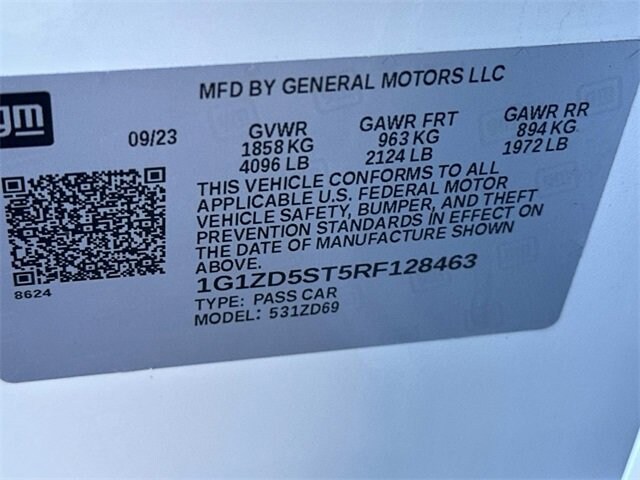 MFD BY GENERAL MOTORS LLC
gm
09/23
GVWR GAWR FRT GAWR RR
1858 KG 963 KG 894 KG
4096 LB 2124 LB 1972 LB
THIS VEHICLE CONFORMS TO ALL
APPLICABLE U.S. FEDERAL MOTOR
VEHICLE SAFETY, BUMPER, AND THEFT
PREVENTION STANDARDS IN EFFECT ON
THE DATE OF MANUFACTURE SHOWN
ABOVE.
1G1ZD5ST5RF128463
8624
TYPE: PASS CAR
MODEL: 531ZD69